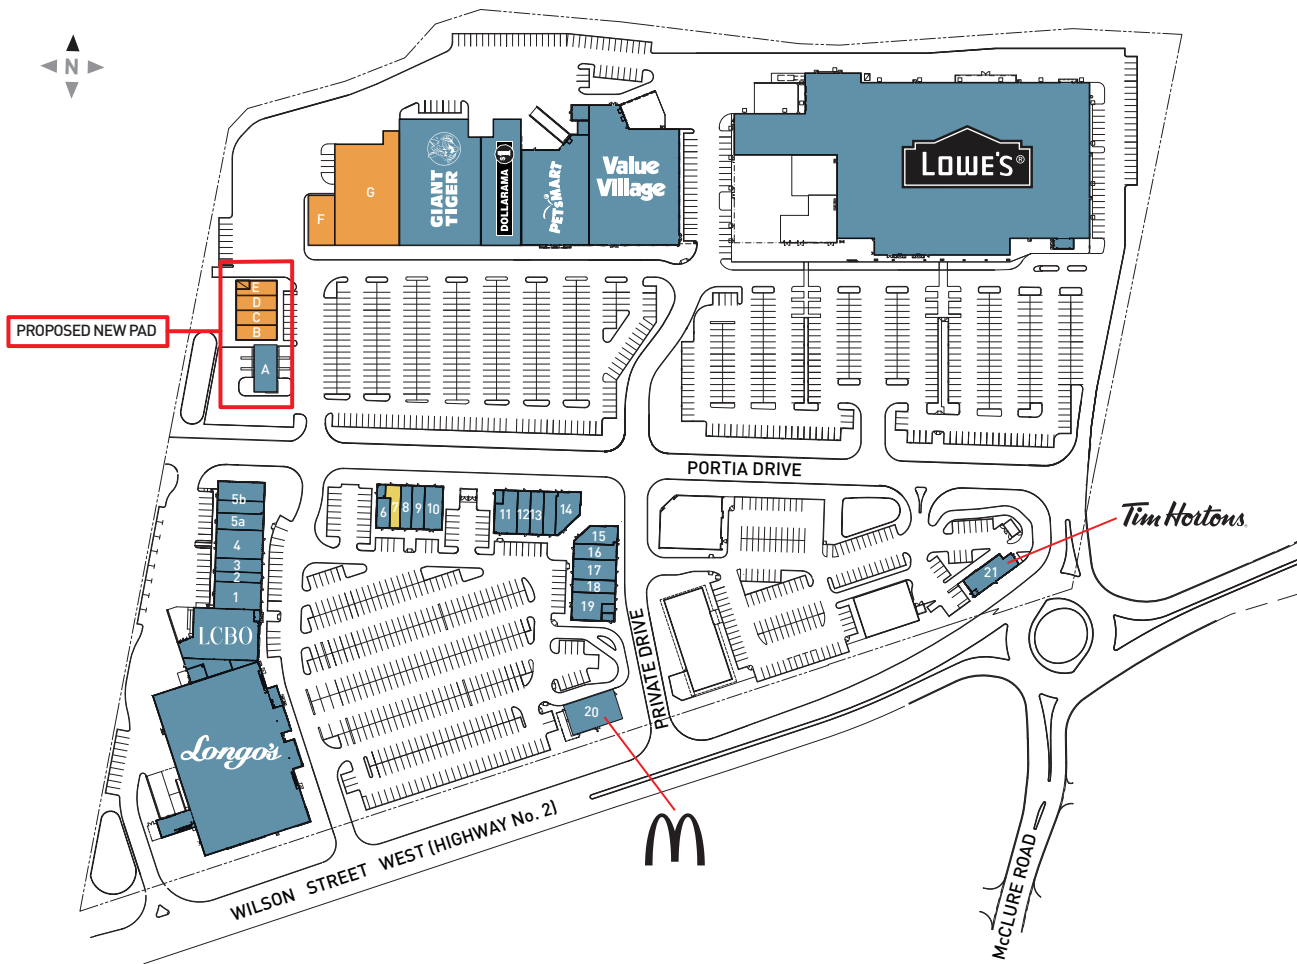 N
GIANT
TIGER
DOLLARAMA $1
PETSMART
Value
Village
LOWE'S®
G
F
E
D
C
B
A
PROPOSED NEW PAD
PORTIA DRIVE
5b
5a
4
3
2
1
LCBO
Longo's
6
7
8
9
10
11
12
13
14
15
16
17
18
19
20
21
Tim Hortons
PRIVATE DRIVE
WILSON STREET WEST (HIGHWAY No. 2)
McCLURE ROAD